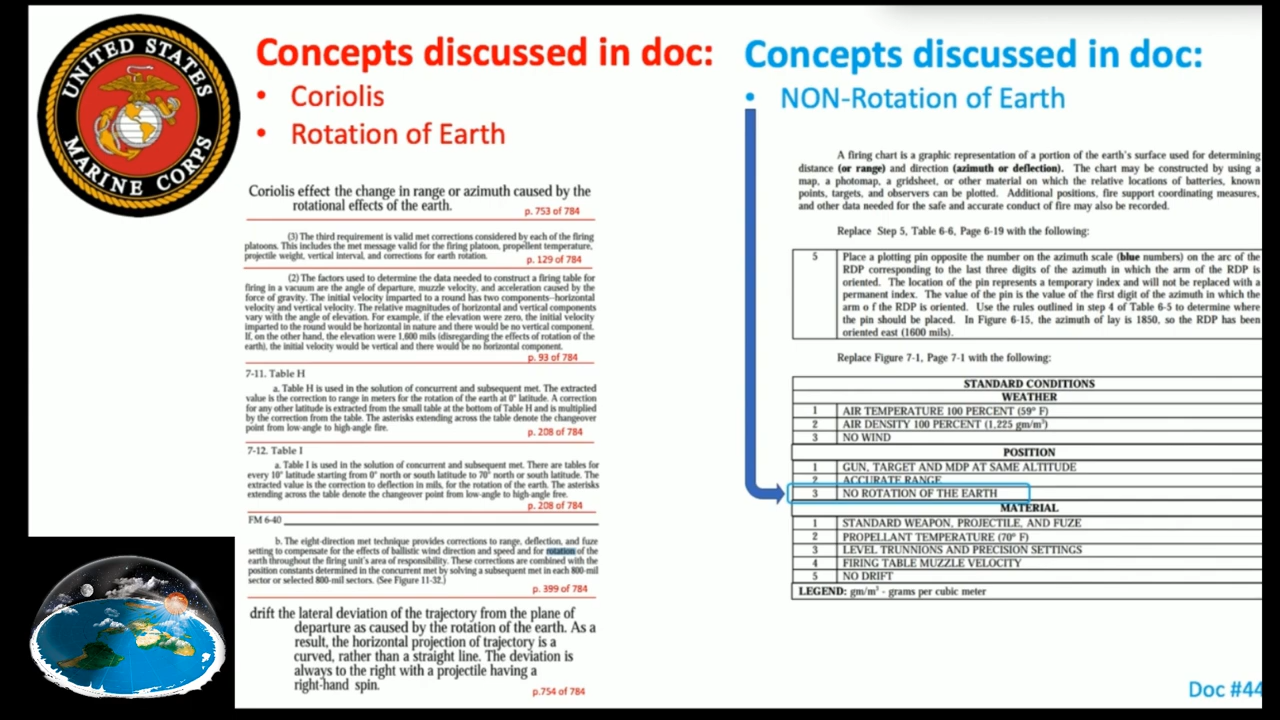 UNITED STATES
MARINE CORPS
Concepts discussed in doc:
• Coriolis
• Rotation of Earth
Coriolis effect the change in range or azimuth caused by the
rotational effects of the earth.
p. 753 of 784
(3) The third requirement is valid met corrections considered by each of the firing
platoons. This includes the met message valid for the firing platoon, propellent temperature,
projectile weight, vertical interval, and corrections for earth rotation.
p. 129 of 784
(2) The factors used to determine the data needed to construct a firing table for
firing in a vacuum are the angle of departure, muzzle velocity, and acceleration caused by the
force of gravity. The initial velocity imparted to a round has two components--horizontal
velocity and vertical velocity. The relative magnitudes of horizontal and vertical components
vary with the angle of elevation. For example, if the elevation were zero, the initial velocity
imparted to the round would be horizontal in nature and there would be no vertical component.
If, on the other hand, the elevation were 1,600 mils (disregarding the effects of rotation of the
earth), the initial velocity would be vertical and there would be no horizontal component.
p. 93 of 784
7-11. Table H
a. Table H is used in the solution of concurrent and subsequent met. The extracted
value is the correction to range in meters for the rotation of the earth at 0° latitude. A correction
for any other latitude is extracted from the small table at the bottom of Table H and is multiplied
by the correction from the table. The asterisks extending across the table denote the changeover
point from low-angle to high-angle fire.
p. 208 of 784
7-12. Table I
a. Table I is used in the solution of concurrent and subsequent met. There are tables for
every 10° latitude starting from 0° north or south latitude to 70° north or south latitude. The
extracted value is the correction to deflection in mils, for the rotation of the earth. The asterisks
extending across the table denote the changeover point from low-angle to high-angle free.
p. 208 of 784
FM 6-40
b. The eight-direction met technique provides corrections to range, deflection, and fuze
setting to compensate for the effects of ballistic wind direction and speed and for rotation of the
earth throughout the firing unit's area of responsibility. These corrections are combined with the
position constants determined in the concurrent met by solving a subsequent met in each 800-mil
sector or selected 800-mil sectors. (See Figure 11-32.)
p. 399 of 784
drift the lateral deviation of the trajectory from the plane of
departure as caused by the rotation of the earth. As a
result, the horizontal projection of trajectory is a
curved, rather than a straight line. The deviation is
always to the right with a projectile having a
right-hand spin.
p.754 of 784
Concepts discussed in doc:
• NON-Rotation of Earth
A firing chart is a graphic representation of a portion of the earth's surface used for determining
distance (or range) and direction (azimuth or deflection). The chart may be constructed by using a
map, a photomap, a gridsheet, or other material on which the relative locations of batteries, known
points, targets, and observers can be plotted. Additional positions, fire support coordinating measures,
and other data needed for the safe and accurate conduct of fire may also be recorded.
Replace Step 5, Table 6-6, Page 6-19 with the following:
5 Place a plotting pin opposite the number on the azimuth scale (blue numbers) on the arc of the
RDP corresponding to the last three digits of the azimuth in which the arm of the RDP is
oriented. The location of the pin represents a temporary index and will not be replaced with a
permanent index. The value of the pin is the value of the first digit of the azimuth in which the
arm o f the RDP is oriented. Use the rules outlined in step 4 of Table 6-5 to determine where
the pin should be placed. In Figure 6-15, the azimuth of lay is 1850, so the RDP has been
oriented east (1600 mils).
Replace Figure 7-1, Page 7-1 with the following:
STANDARD CONDITIONS
WEATHER
1 AIR TEMPERATURE 100 PERCENT (59° F)
2 AIR DENSITY 100 PERCENT (1,225 gm/m³)
3 NO WIND
POSITION
1 GUN, TARGET AND MDP AT SAME ALTITUDE
2 ACCURATE RANGE
3 NO ROTATION OF THE EARTH
MATERIAL
1 STANDARD WEAPON, PROJECTILE, AND FUZE
2 PROPELLANT TEMPERATURE (70° F)
3 LEVEL TRUNNIONS AND PRECISION SETTINGS
4 FIRING TABLE MUZZLE VELOCITY
5 NO DRIFT
LEGEND: gm/m³ - grams per cubic meter
Doc #44